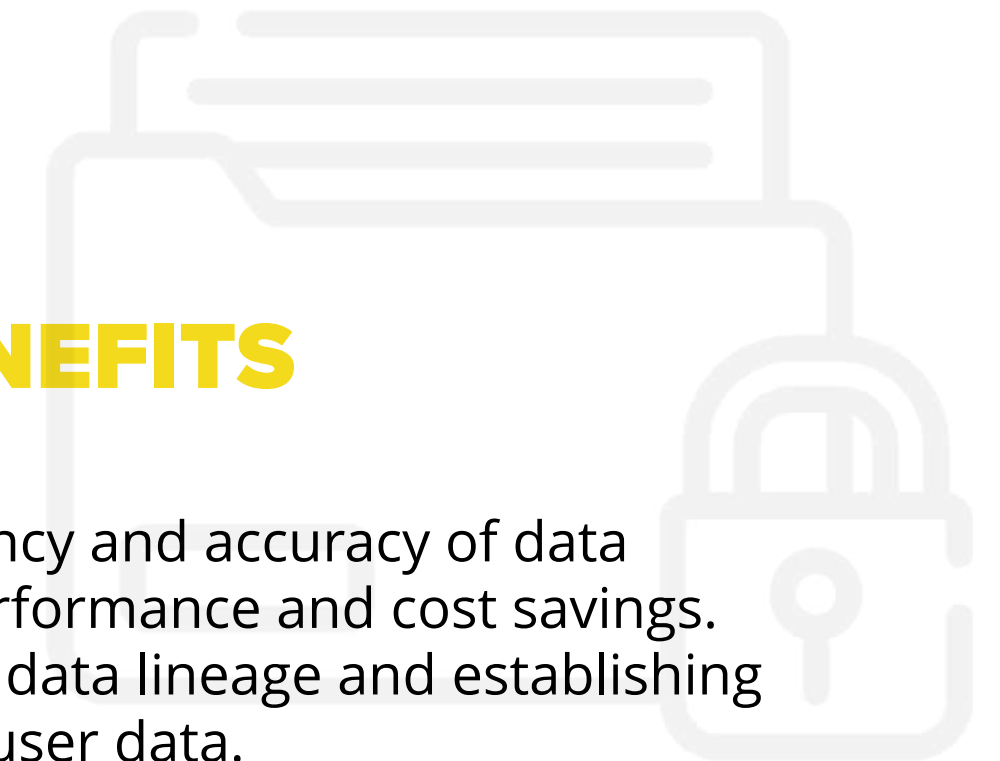 NEFITS
ncy and accuracy of data
rformance and cost savings.
data lineage and establishing
user data.